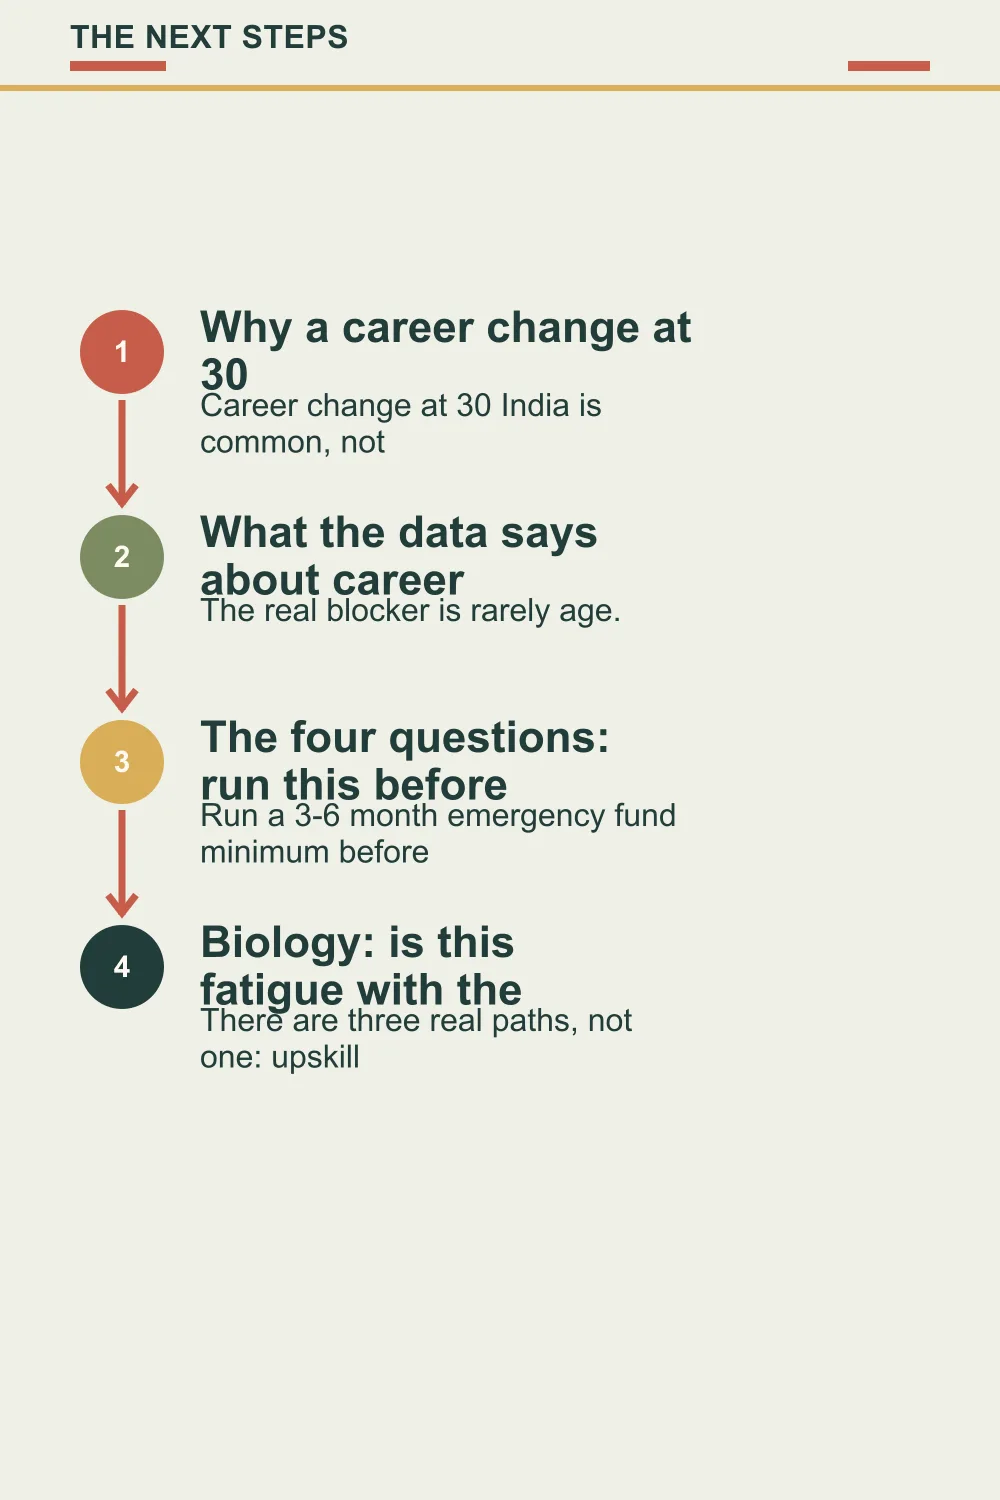 THE NEXT STEPS
1
Why a career change at
30
Career change at 30 India is
common, not
2
What the data says
about career
The real blocker is rarely age.
3
The four questions:
run this before
Run a 3-6 month emergency fund
minimum before
4
Biology: is this
fatigue with the
There are three real paths, not
one: upskill